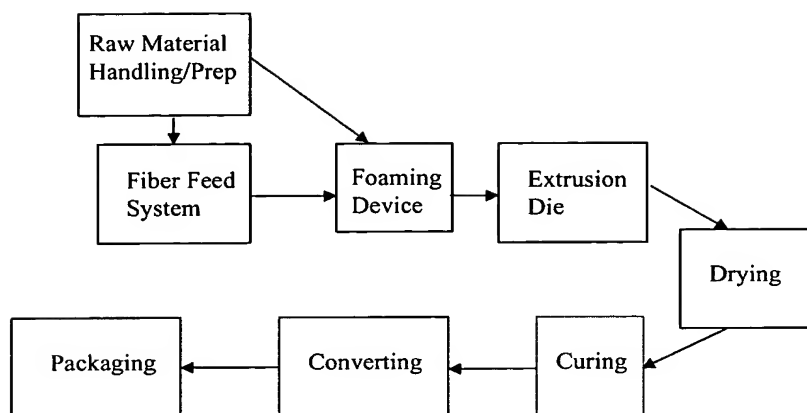 Raw Material
Handling/Prep
Fiber Feed
System
Foaming
Device
Extrusion
Die
Drying
Curing
Converting
Packaging